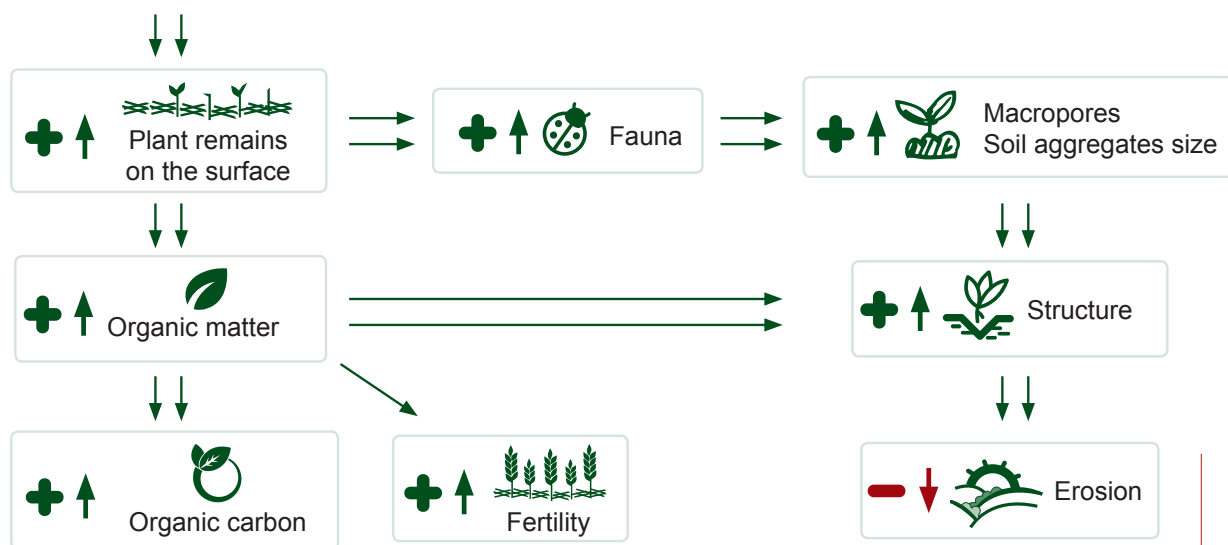 Plant remains
on the surface
Fauna
Macropores
Soil aggregates size
Organic matter
Structure
Organic carbon
Fertility
Erosion